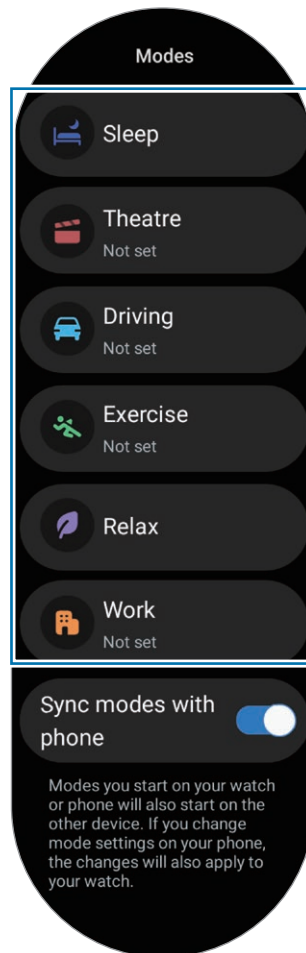 Modes
Sleep
Theatre
Not set
Driving
Not set
Exercise
Not set
Relax
Work
Not set
Sync modes with
phone
Modes you start on your watch
or phone will also start on the
other device. If you change
mode settings on your phone,
the changes will also apply to
your watch.